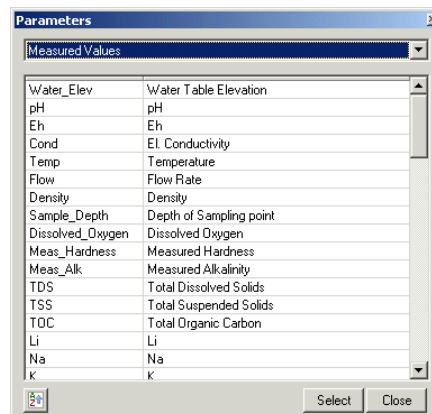 Parameters
Measured Values
Water_Elev Water Table Elevation
pH pH
Eh Eh
Cond El. Conductivity
Temp Temperature
Flow Flow Rate
Density Density
Sample_Depth Depth of Sampling point
Dissolved_Oxygen Dissolved Oxygen
Meas_Hardness Measured Hardness
Meas_Alk Measured Alkalinity
TDS Total Dissolved Solids
TSS Total Suspended Solids
TOC Total Organic Carbon
Li Li
Na Na
K K
Select Close